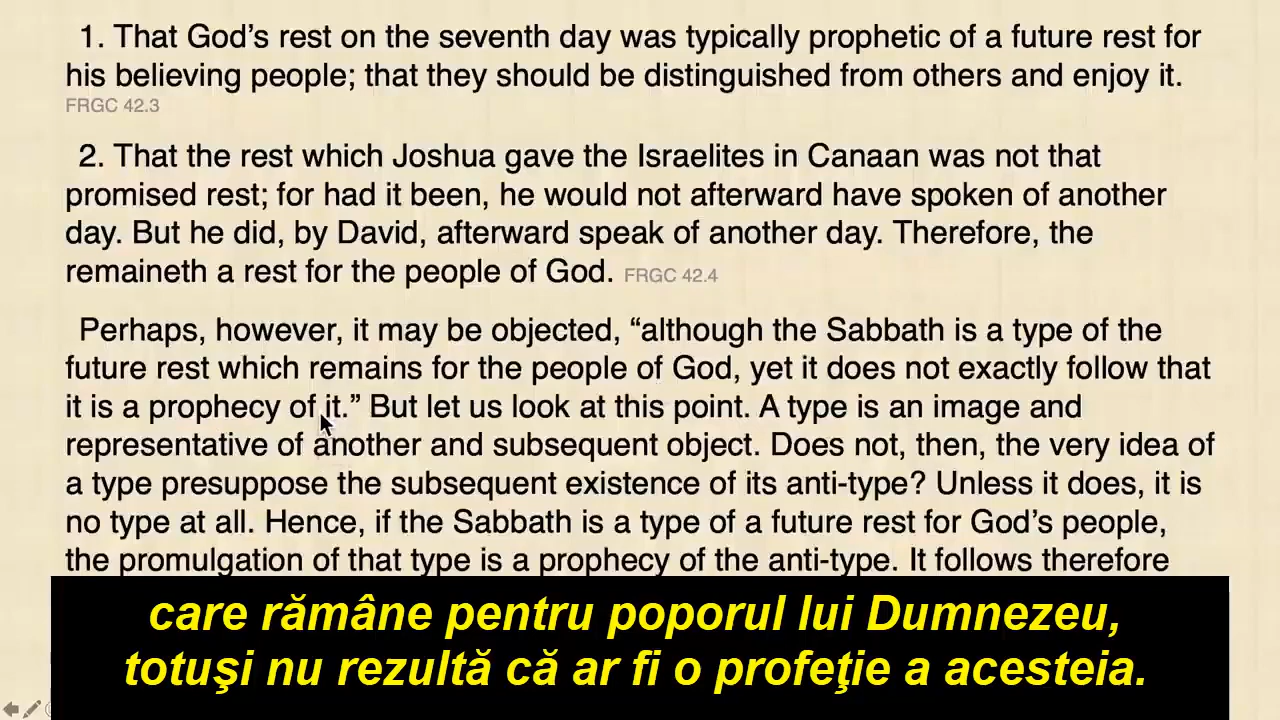 1. That God's rest on the seventh day was typically prophetic of a future rest for
his believing people; that they should be distinguished from others and enjoy it.
FRGC 42.3
2. That the rest which Joshua gave the Israelites in Canaan was not that
promised rest; for had it been, he would not afterward have spoken of another
day. But he did, by David, afterward speak of another day. Therefore, the
remaineth a rest for the people of God. FRGC 42.4
Perhaps, however, it may be objected, “although the Sabbath is a type of the
future rest which remains for the people of God, yet it does not exactly follow that
it is a prophecy of it.” But let us look at this point. A type is an image and
representative of another and subsequent object. Does not, then, the very idea of
a type presuppose the subsequent existence of its anti-type? Unless it does, it is
no type at all. Hence, if the Sabbath is a type of a future rest for God's people,
the promulgation of that type is a prophecy of the anti-type. It follows therefore
care rămâne pentru poporul lui Dumnezeu,
totuşi nu rezultă că ar fi o profeţie a acesteia.